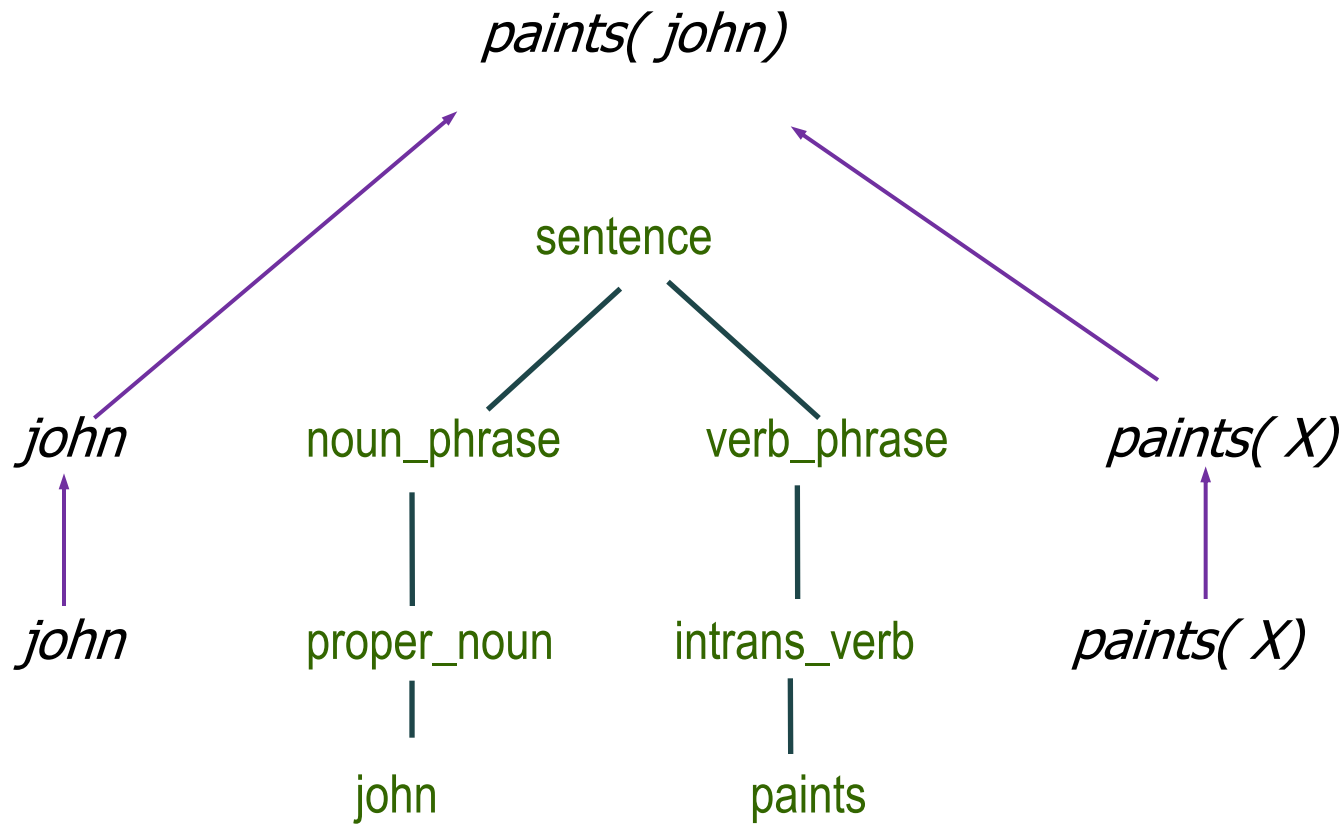 paints( john)
sentence
john noun_phrase verb_phrase paints( X)
john proper_noun intrans_verb paints( X)
john paints